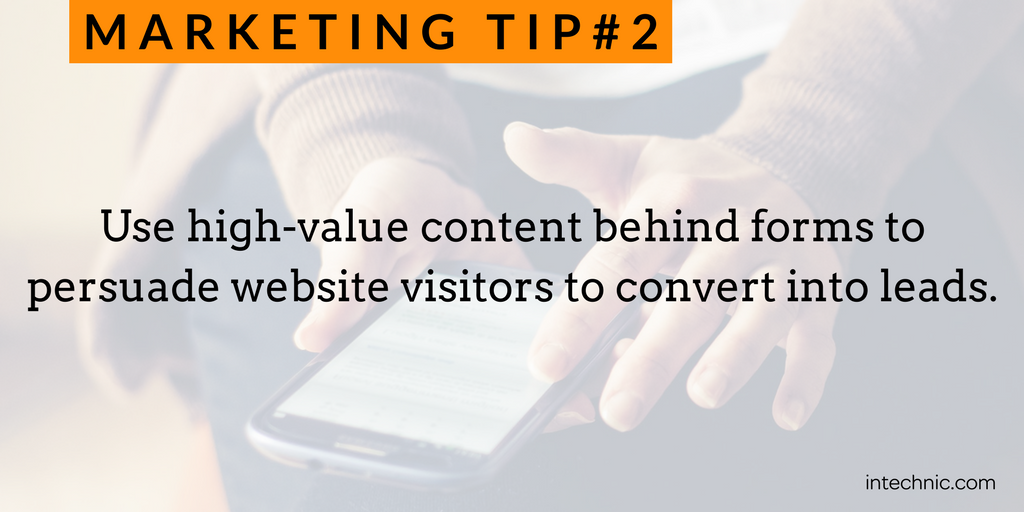 MARKETING TIP#2
Use high-value content behind forms to
persuade website visitors to convert into leads.
intechnic.com